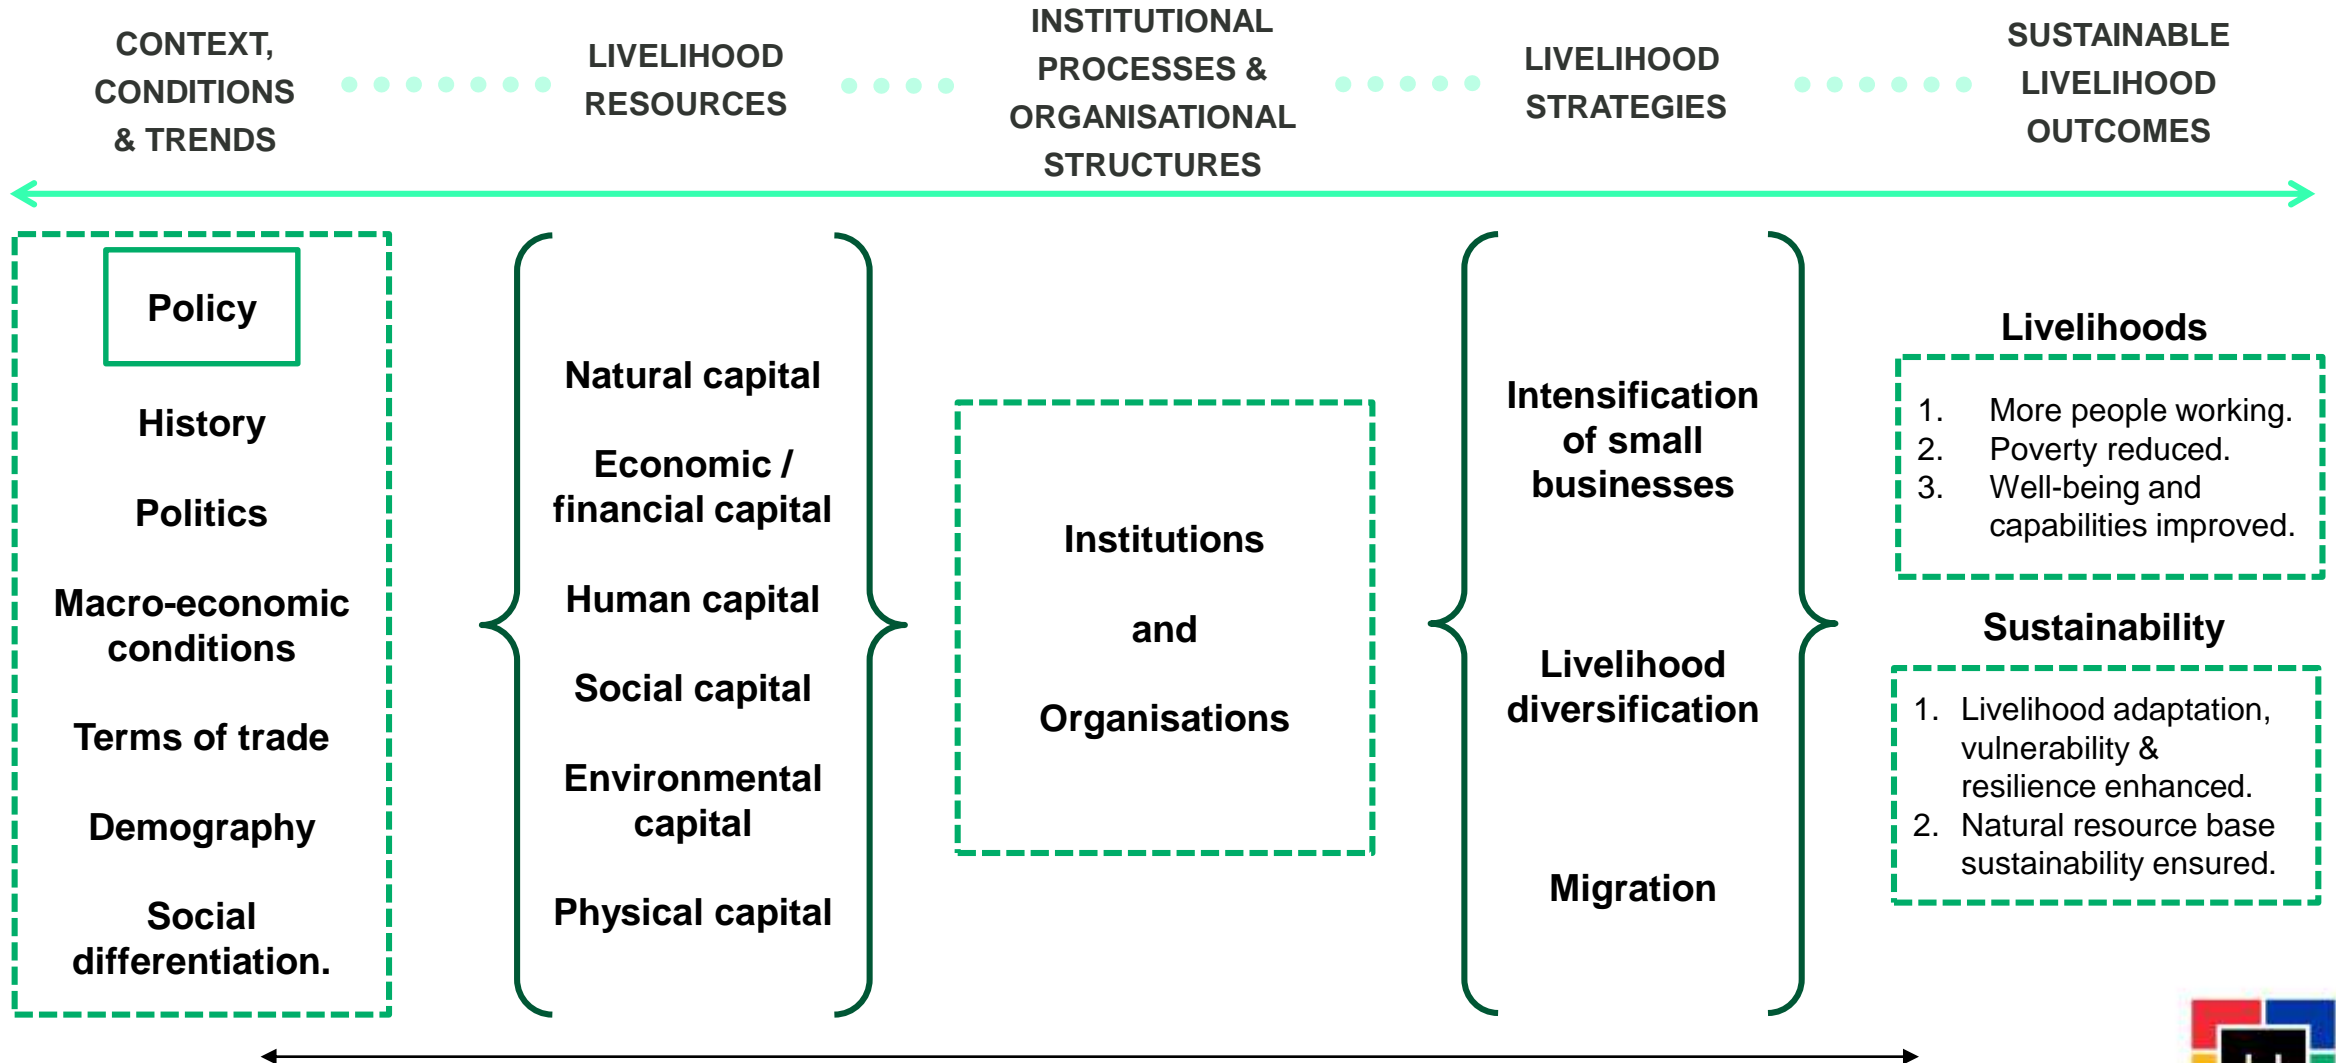 CONTEXT,
CONDITIONS
& TRENDS
LIVELIHOOD
RESOURCES
INSTITUTIONAL
PROCESSES &
ORGANISATIONAL
STRUCTURES
LIVELIHOOD
STRATEGIES
SUSTAINABLE
LIVELIHOOD
OUTCOMES
Policy
History
Politics
Macro-economic
conditions
Terms of trade
Demography
Social
differentiation.
Natural capital
Economic /
financial capital
Human capital
Social capital
Environmental
capital
Physical capital
Institutions
and
Organisations
Intensification
of small
businesses
Livelihood
diversification
Migration
Livelihoods
1. More people working.
2. Poverty reduced.
3. Well-being and
capabilities improved.
Sustainability
1. Livelihood adaptation,
vulnerability &
resilience enhanced.
2. Natural resource base
sustainability ensured.